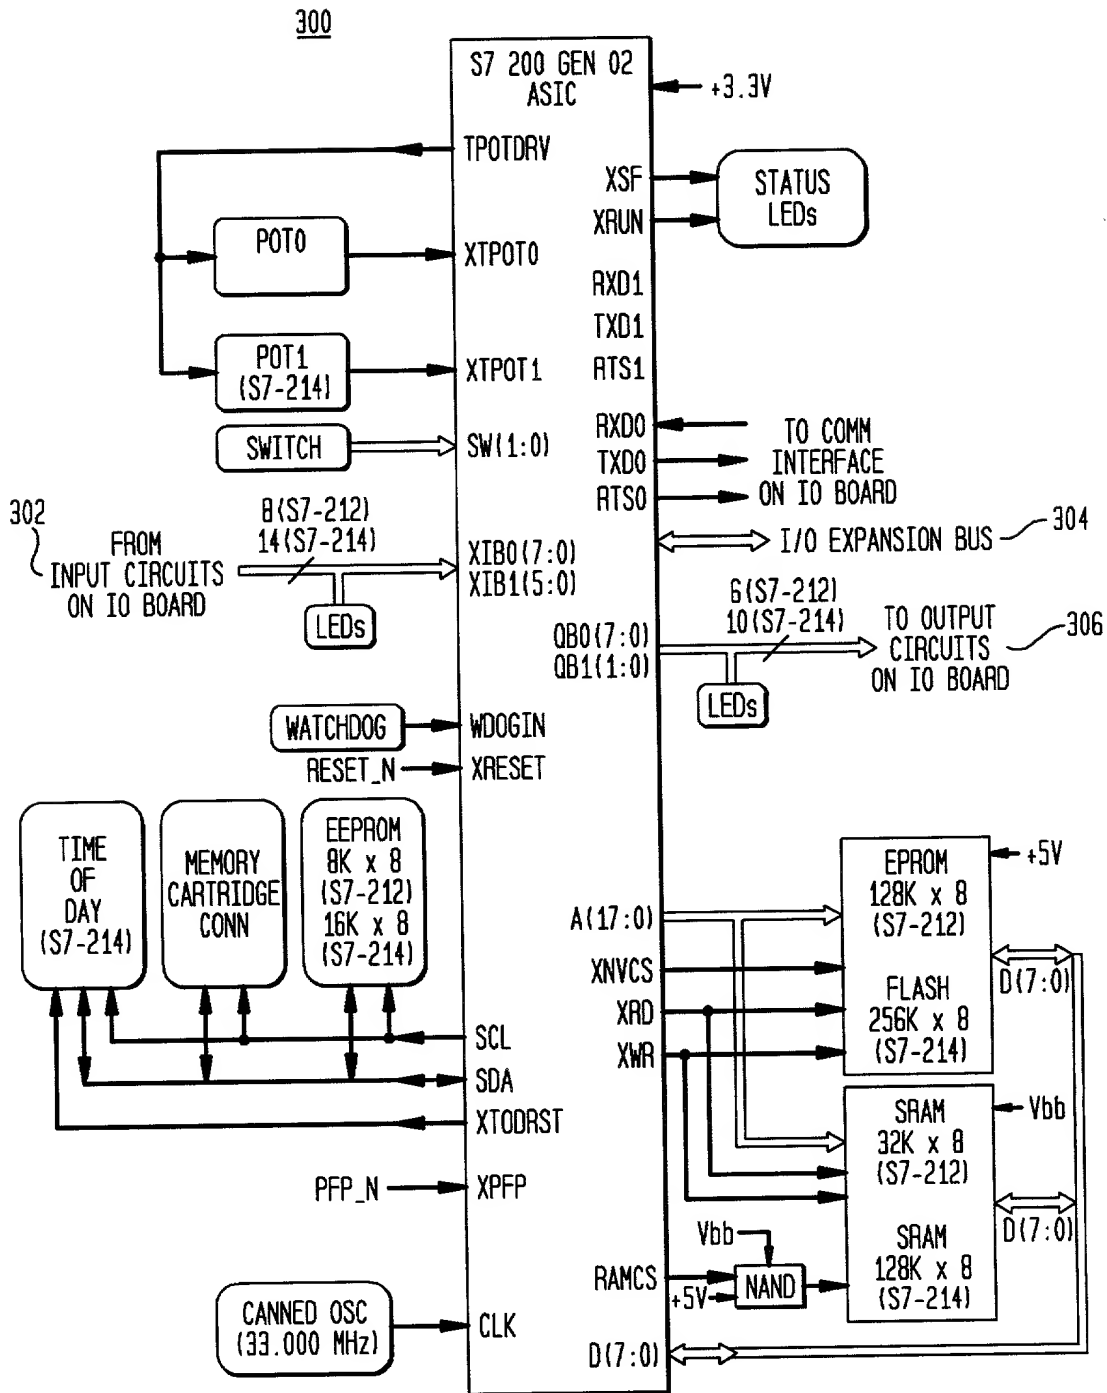 300
S7 200 GEN 02
ASIC
+3.3V
TPOTDRV
XSF
XRUN
STATUS
LEDs
POT0
XTPOT0
RXD1
TXD1
RTS1
POT1
(S7-214)
XTPOT1
SWITCH
SW(1:0)
RXD0
TXD0
RTS0
TO COMM
INTERFACE
ON IO BOARD
302
FROM
INPUT CIRCUITS
ON IO BOARD
8(S7-212)
14(S7-214)
LEDs
XIB0(7:0)
XIB1(5:0)
I/O EXPANSION BUS
304
QB0(7:0)
QB1(1:0)
6(S7-212)
10(S7-214)
LEDs
TO OUTPUT
CIRCUITS
ON IO BOARD
306
WATCHDOG
WDOGIN
RESET_N
XRESET
TIME
OF
DAY
(S7-214)
MEMORY
CARTRIDGE
CONN
EEPROM
8K x 8
(S7-212)
16K x 8
(S7-214)
SCL
SDA
XTODRST
PFP_N
XPFP
CANNED OSC
(33.000 MHz)
CLK
A(17:0)
XNVCS
XRD
XWR
EPROM
128K x 8
(S7-212)
FLASH
256K x 8
(S7-214)
+5V
D(7:0)
SRAM
32K x 8
(S7-212)
SRAM
128K x 8
(S7-214)
Vbb
D(7:0)
Vbb
RAMCS
+5V
NAND
D(7:0)